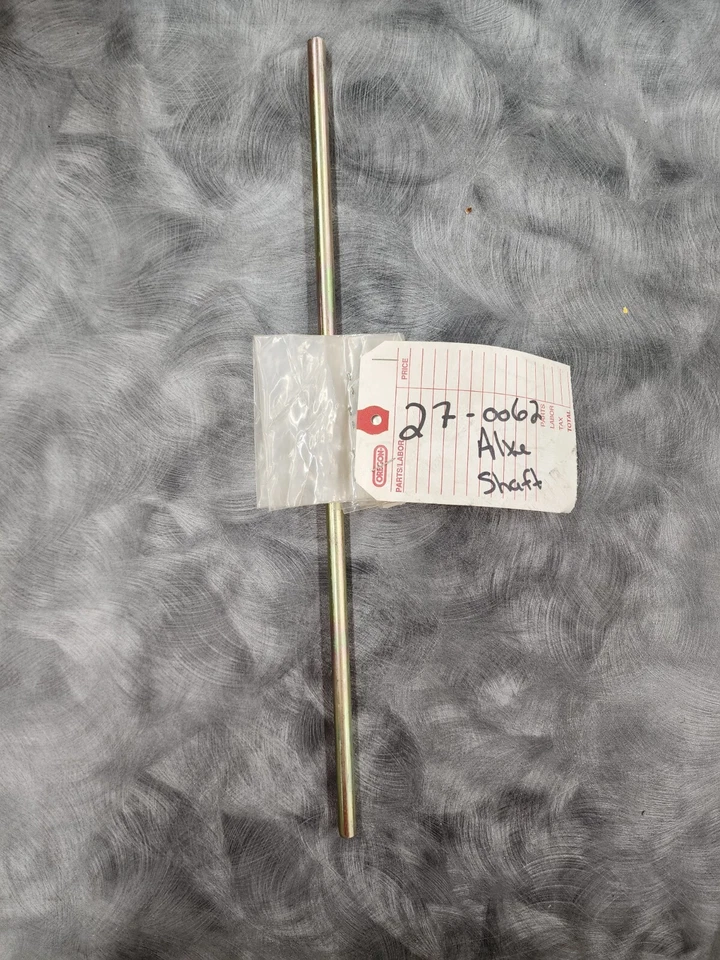 27-0062
Alxe
Shaft
PRICE
PARTS
LABOR
TAX
TOTAL
OREGON
PARTS/LABOR